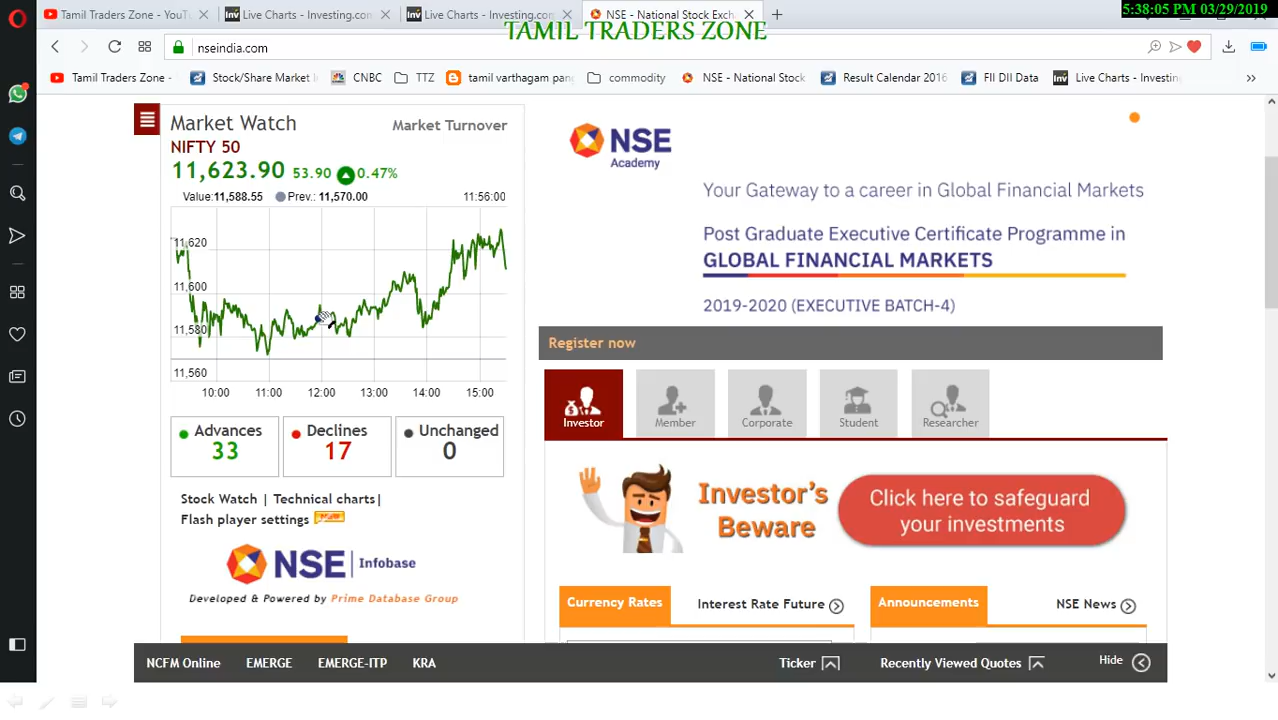 5:38:05 PM 03/29/2019
Tamil Traders Zone - YouT
Live Charts - Investing.com
Live Charts - Investing.com
NSE - National Stock Exch
TAMIL TRADERS ZONE
nseindia.com
Tamil Traders Zone -
Stock/Share Market
CNBC
TTZ
tamil varthagam pan
commodity
NSE - National Stock
Result Calendar 2016
FII DII Data
Live Charts - Investin
Market Watch
Market Turnover
NIFTY 50
11,623.90 53.90 0.47%
Value:11,588.55 Prev.: 11,570.00 11:56:00
11,620
11,600
11,580
11,560
10:00 11:00 12:00 13:00 14:00 15:00
Advances
33
Declines
17
Unchanged
0
Stock Watch | Technical charts|
Flash player settings
NSE Infobase
Developed & Powered by Prime Database Group
NSE
Academy
Your Gateway to a career in Global Financial Markets
Post Graduate Executive Certificate Programme in
GLOBAL FINANCIAL MARKETS
2019-2020 (EXECUTIVE BATCH-4)
Register now
Investor
Member
Corporate
Student
Researcher
Investor's
Beware
Click here to safeguard
your investments
Currency Rates
Interest Rate Future
Announcements
NSE News
NCFM Online
EMERGE
EMERGE-ITP
KRA
Ticker
Recently Viewed Quotes
Hide